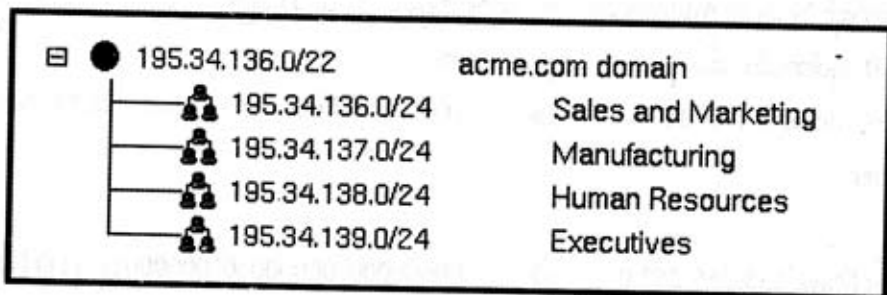 195.34.136.0/22 acme.com domain
195.34.136.0/24 Sales and Marketing
195.34.137.0/24 Manufacturing
195.34.138.0/24 Human Resources
195.34.139.0/24 Executives